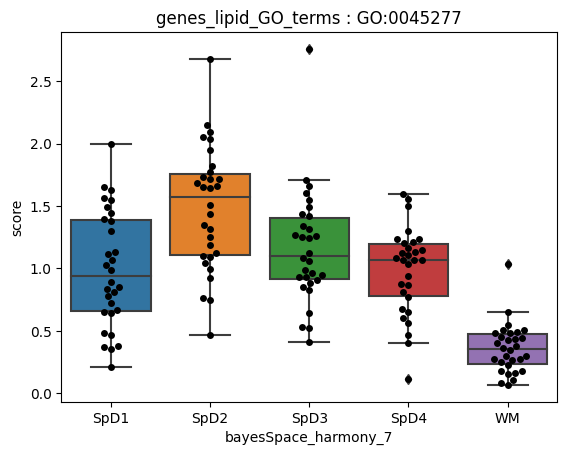 genes_lipid_GO_terms : GO:0045277
score
2.5
2.0
1.5
1.0
0.5
0.0
SpD1 SpD2 SpD3 SpD4 WM
bayesSpace_harmony_7